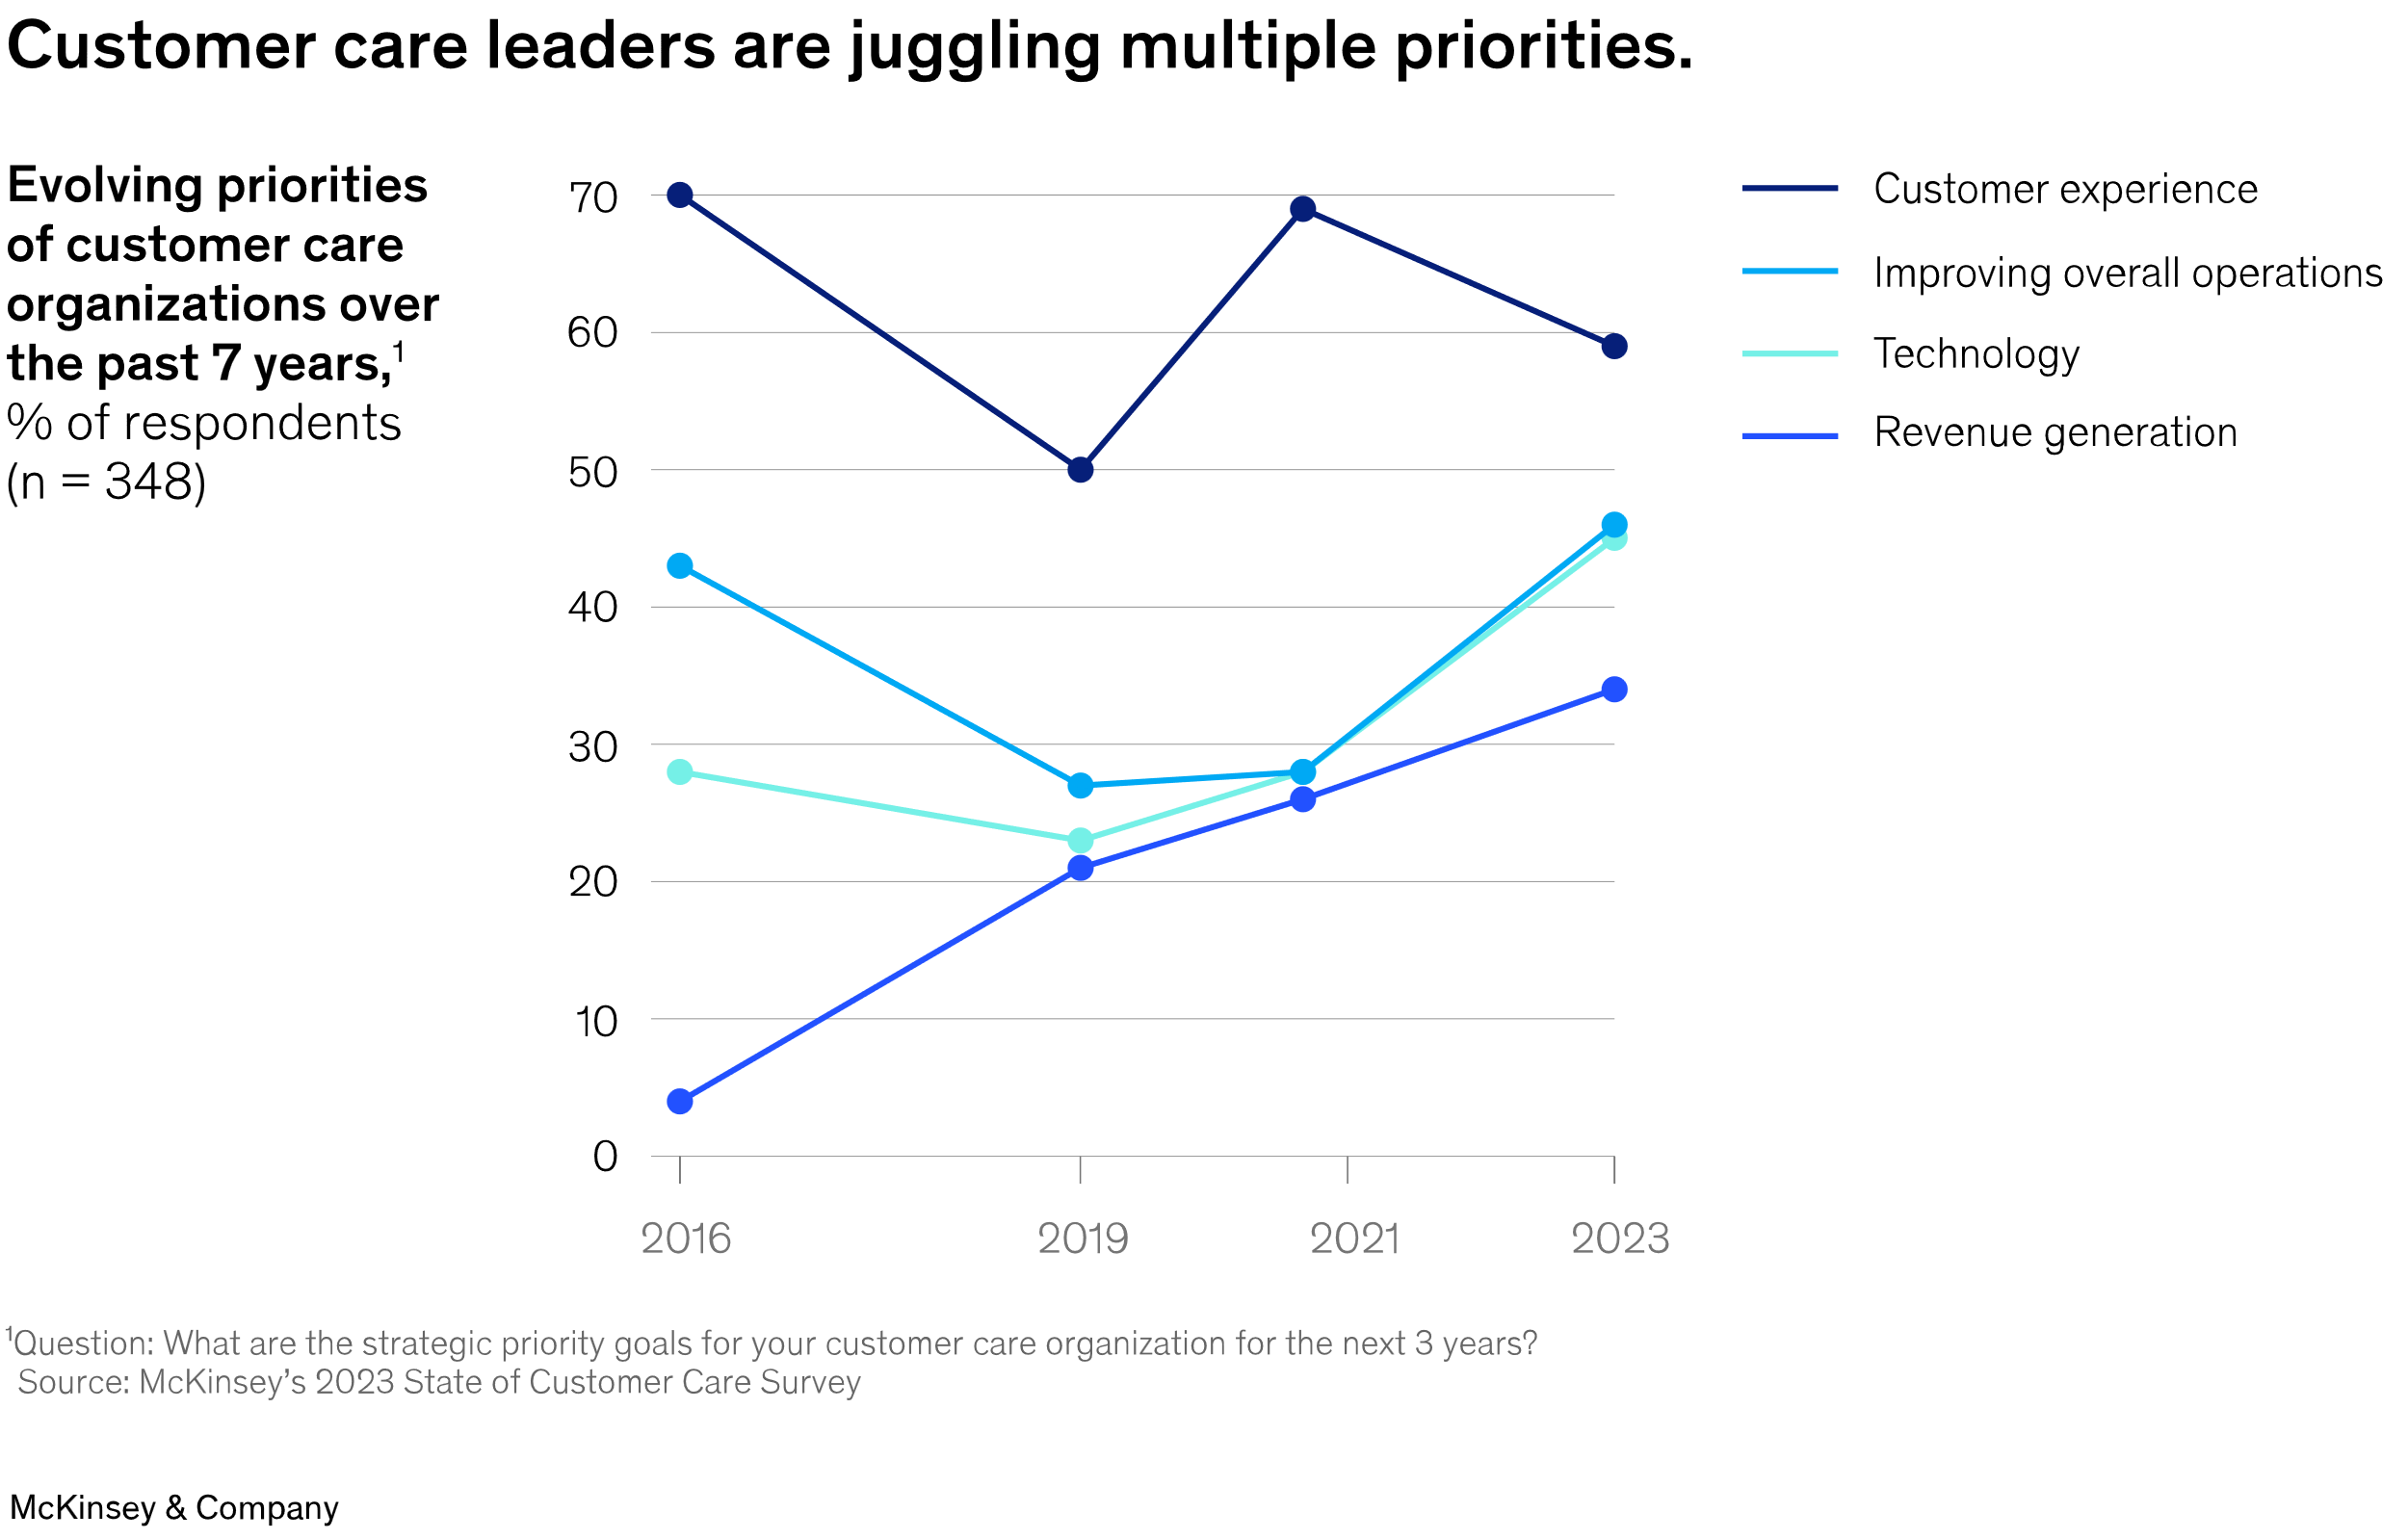 Customer care leaders are juggling multiple priorities.
Evolving priorities
of customer care
organizations over
the past 7 years,¹
% of respondents
(n = 348)
70
60
50
40
30
20
10
0
2016
2019
2021
2023
Customer experience
Improving overall operations
Technology
Revenue generation
¹Question: What are the strategic priority goals for your customer care organization for the next 3 years?
Source: McKinsey’s 2023 State of Customer Care Survey
McKinsey & Company